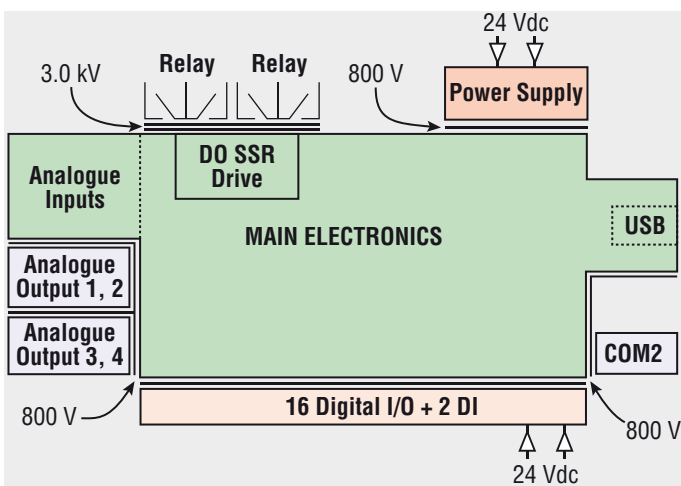 24 Vdc
Relay
Relay
3.0 kV
800 V
Power Supply
DO SSR
Drive
Analogue
Inputs
MAIN ELECTRONICS
USB
Analogue
Output 1, 2
Analogue
Output 3, 4
COM2
800 V
16 Digital I/O + 2 DI
800 V
24 Vdc